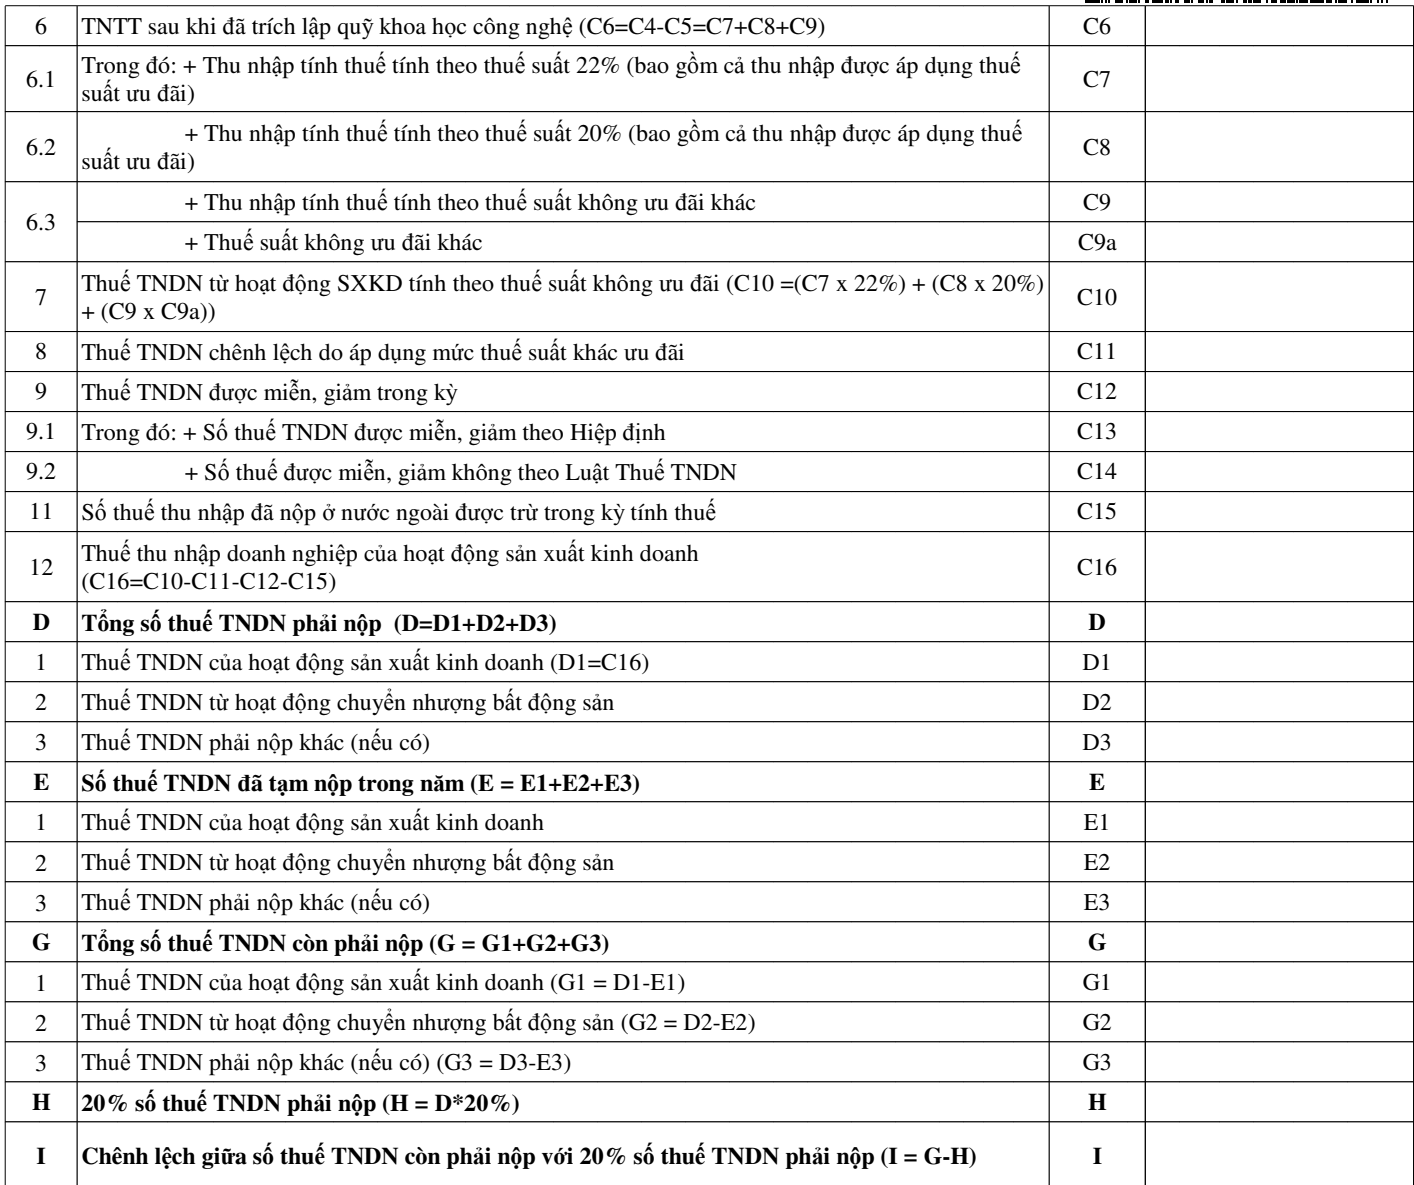 6 TNTT sau khi đã trích lập quỹ khoa học công nghệ (C6=C4-C5=C7+C8+C9) C6
6.1 Trong đó: + Thu nhập tính thuế tính theo thuế suất 22% (bao gồm cả thu nhập được áp dụng thuế
suất ưu đãi) C7
6.2 + Thu nhập tính thuế tính theo thuế suất 20% (bao gồm cả thu nhập được áp dụng thuế
suất ưu đãi) C8
6.3 + Thu nhập tính thuế tính theo thuế suất không ưu đãi khác C9
+ Thuế suất không ưu đãi khác C9a
7 Thuế TNDN từ hoạt động SXKD tính theo thuế suất không ưu đãi (C10 =(C7 x 22%) + (C8 x 20%)
+ (C9 x C9a)) C10
8 Thuế TNDN chênh lệch do áp dụng mức thuế suất khác ưu đãi C11
9 Thuế TNDN được miễn, giảm trong kỳ C12
9.1 Trong đó: + Số thuế TNDN được miễn, giảm theo Hiệp định C13
9.2 + Số thuế được miễn, giảm không theo Luật Thuế TNDN C14
11 Số thuế thu nhập đã nộp ở nước ngoài được trừ trong kỳ tính thuế C15
12 Thuế thu nhập doanh nghiệp của hoạt động sản xuất kinh doanh
(C16=C10-C11-C12-C15) C16
D Tổng số thuế TNDN phải nộp (D=D1+D2+D3) D
1 Thuế TNDN của hoạt động sản xuất kinh doanh (D1=C16) D1
2 Thuế TNDN từ hoạt động chuyển nhượng bất động sản D2
3 Thuế TNDN phải nộp khác (nếu có) D3
E Số thuế TNDN đã tạm nộp trong năm (E = E1+E2+E3) E
1 Thuế TNDN của hoạt động sản xuất kinh doanh E1
2 Thuế TNDN từ hoạt động chuyển nhượng bất động sản E2
3 Thuế TNDN phải nộp khác (nếu có) E3
G Tổng số thuế TNDN còn phải nộp (G = G1+G2+G3) G
1 Thuế TNDN của hoạt động sản xuất kinh doanh (G1 = D1-E1) G1
2 Thuế TNDN từ hoạt động chuyển nhượng bất động sản (G2 = D2-E2) G2
3 Thuế TNDN phải nộp khác (nếu có) (G3 = D3-E3) G3
H 20% số thuế TNDN phải nộp (H = D*20%) H
I Chênh lệch giữa số thuế TNDN còn phải nộp với 20% số thuế TNDN phải nộp (I = G-H) I